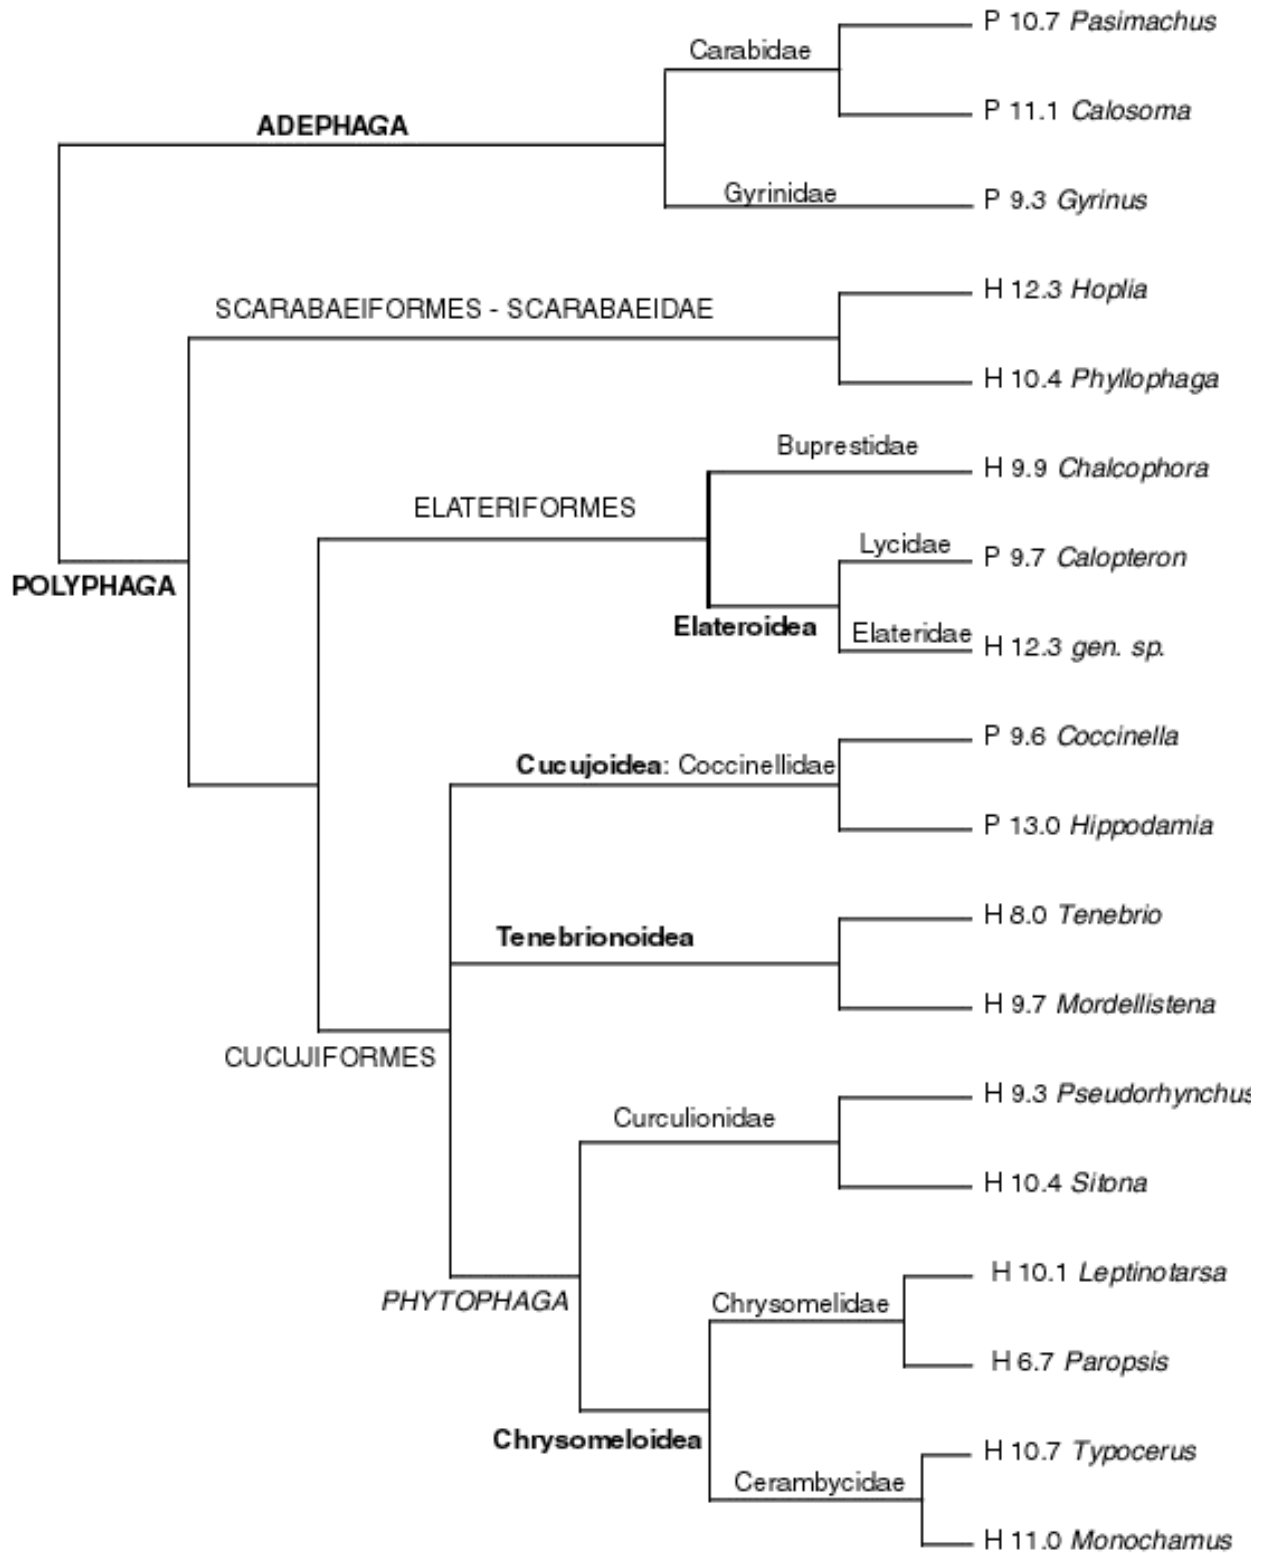 P 10.7 Pasimachus
Carabidae
P 11.1 Calosoma
ADEPHAGA
Gyrinidae
P 9.3 Gyrinus
H 12.3 Hoplia
SCARABAEIFORMES - SCARABAEIDAE
H 10.4 Phyllophaga
Buprestidae
H 9.9 Chalcophora
ELATERIFORMES
Lycidae
P 9.7 Calopteron
POLYPHAGA
Elateroidea
Elateridae
H 12.3 gen. sp.
P 9.6 Coccinella
Cucujoidea: Coccinellidae
P 13.0 Hippodamia
H 8.0 Tenebrio
Tenebrionoidea
H 9.7 Mordellistena
CUCUJIFORMES
H 9.3 Pseudorhynchus
Curculionidae
H 10.4 Sitona
H 10.1 Leptinotarsa
PHYTOPHAGA
Chrysomelidae
H 6.7 Paropsis
Chrysomeloidea
H 10.7 Typocerus
Cerambycidae
H 11.0 Monochamus